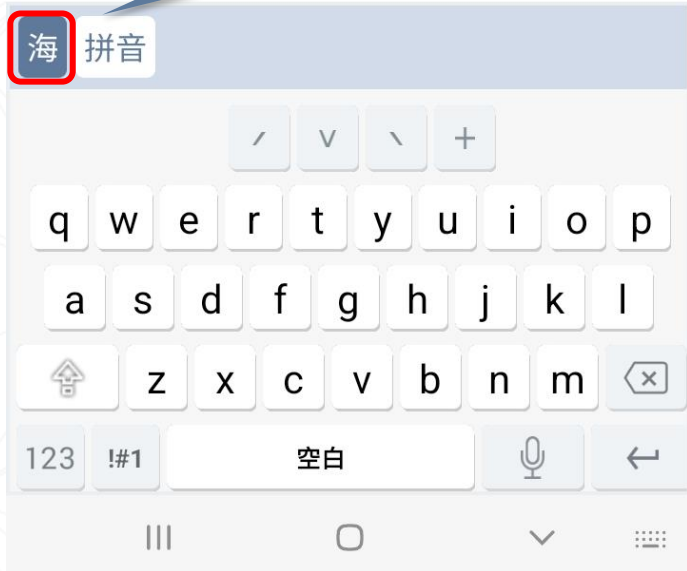 海 拼音
ˊ ˇ ˋ +
q w e r t y u i o p
a s d f g h j k l
z x c v b n m
123 !#1 空白